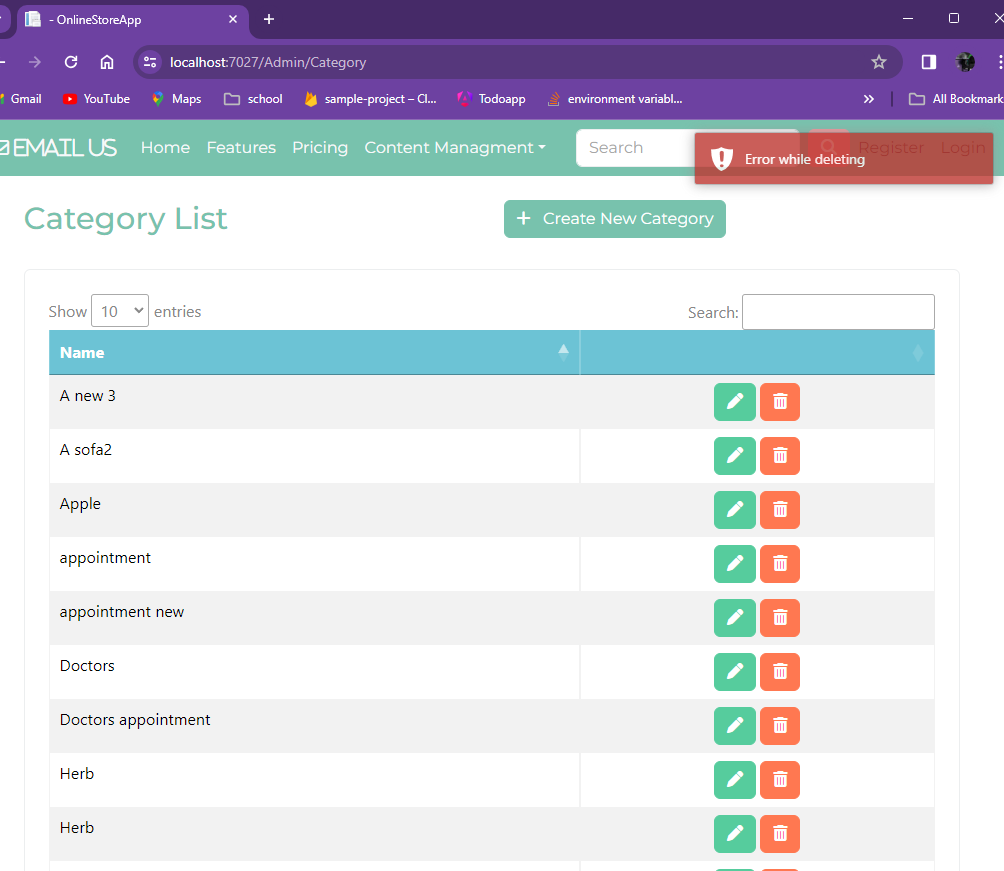 - OnlineStoreApp
localhost:7027/Admin/Category
Gmail YouTube Maps school sample-project – Cl... Todoapp environment variabl... » All Bookmark
EMAIL US Home Features Pricing Content Managment Search Register Login
Error while deleting
Category List + Create New Category
Show 10 entries Search:
Name
A new 3
A sofa2
Apple
appointment
appointment new
Doctors
Doctors appointment
Herb
Herb